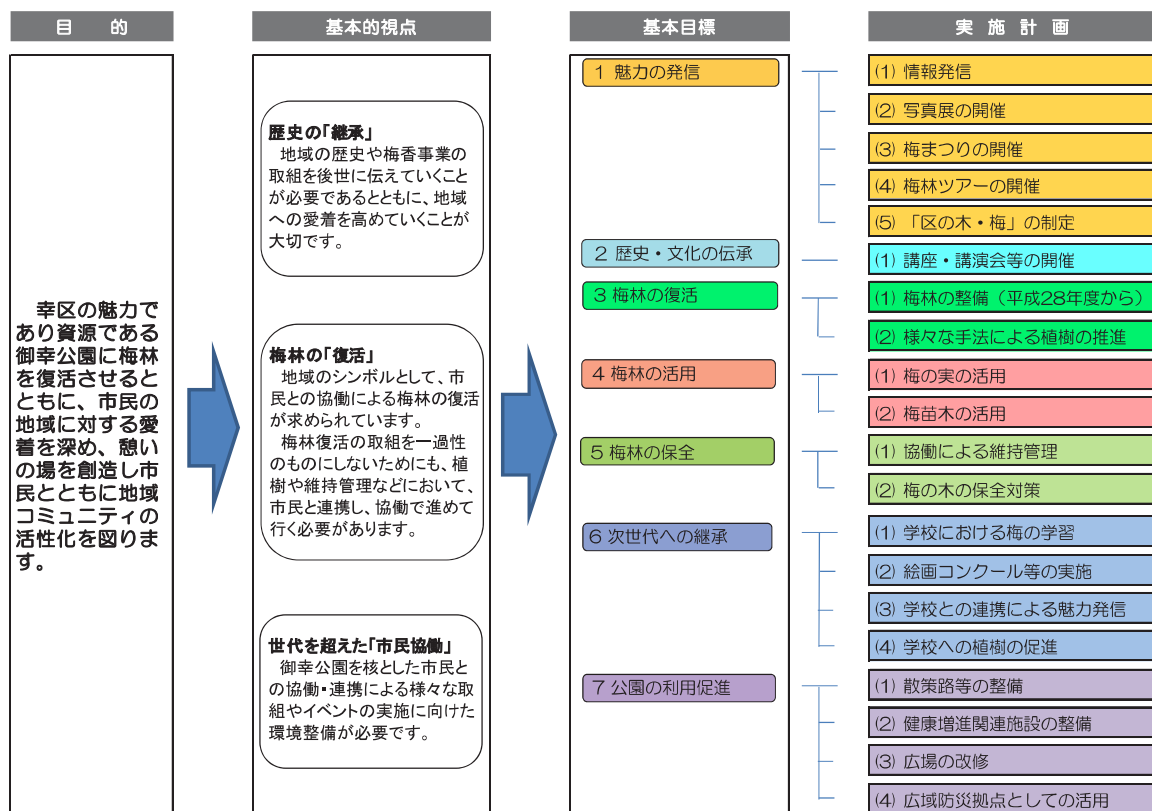 目的
幸区の魅力で
あり資源である
御幸公園に梅林
を復活させると
ともに、市民の
地域に対する愛
着を深め、憩い
の場を創造し市
民とともに地域
コミュニティの
活性化を図りま
す。
基本的視点
歴史の「継承」
地域の歴史や梅香事業の
取組を後世に伝えていくこと
が必要であるとともに、地域
への愛着を高めていくことが
大切です。
梅林の「復活」
地域のシンボルとして、市
民との協働による梅林の復活
が求められています。
梅林復活の取組を一過性
のものにしないためにも、植
樹や維持管理などにおいて、
市民と連携し、協働で進めて
行く必要があります。
世代を超えた「市民協働」
御幸公園を核とした市民と
の協働・連携による様々な取
組やイベントの実施に向けた
環境整備が必要です。
基本目標
1 魅力の発信
2 歴史・文化の伝承
3 梅林の復活
4 梅林の活用
5 梅林の保全
6 次世代への継承
7 公園の利用促進
実施計画
(1) 情報発信
(2) 写真展の開催
(3) 梅まつりの開催
(4) 梅林ツアーの開催
(5) 「区の木・梅」の制定
(1) 講座・講演会等の開催
(1) 梅林の整備（平成28年度から）
(2) 様々な手法による植樹の推進
(1) 梅の実の活用
(2) 梅苗木の活用
(1) 協働による維持管理
(2) 梅の木の保全対策
(1) 学校における梅の学習
(2) 絵画コンクール等の実施
(3) 学校との連携による魅力発信
(4) 学校への植樹の促進
(1) 散策路等の整備
(2) 健康増進関連施設の整備
(3) 広場の改修
(4) 広域防災拠点としての活用